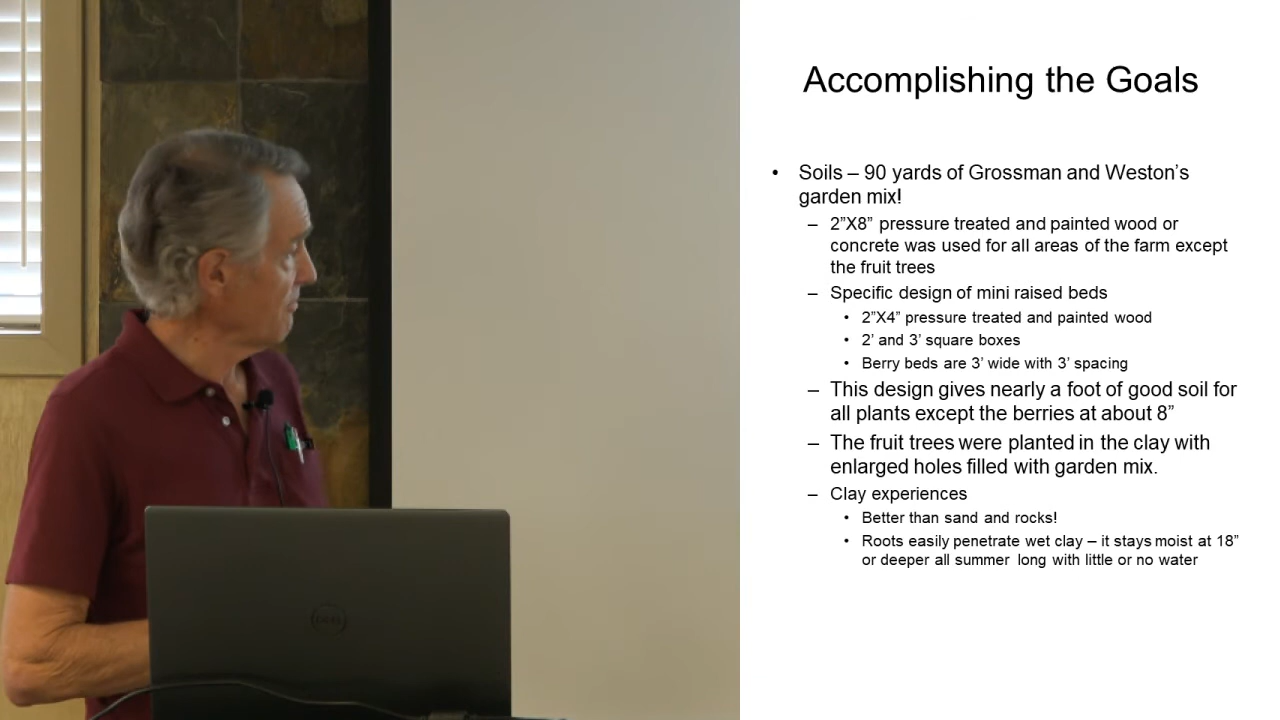 Accomplishing the Goals
• Soils – 90 yards of Grossman and Weston’s
garden mix!
– 2”X8” pressure treated and painted wood or
concrete was used for all areas of the farm except
the fruit trees
– Specific design of mini raised beds
• 2”X4” pressure treated and painted wood
• 2’ and 3’ square boxes
• Berry beds are 3’ wide with 3’ spacing
– This design gives nearly a foot of good soil for
all plants except the berries at about 8”
– The fruit trees were planted in the clay with
enlarged holes filled with garden mix.
– Clay experiences
• Better than sand and rocks!
• Roots easily penetrate wet clay – it stays moist at 18”
or deeper all summer long with little or no water
DELL